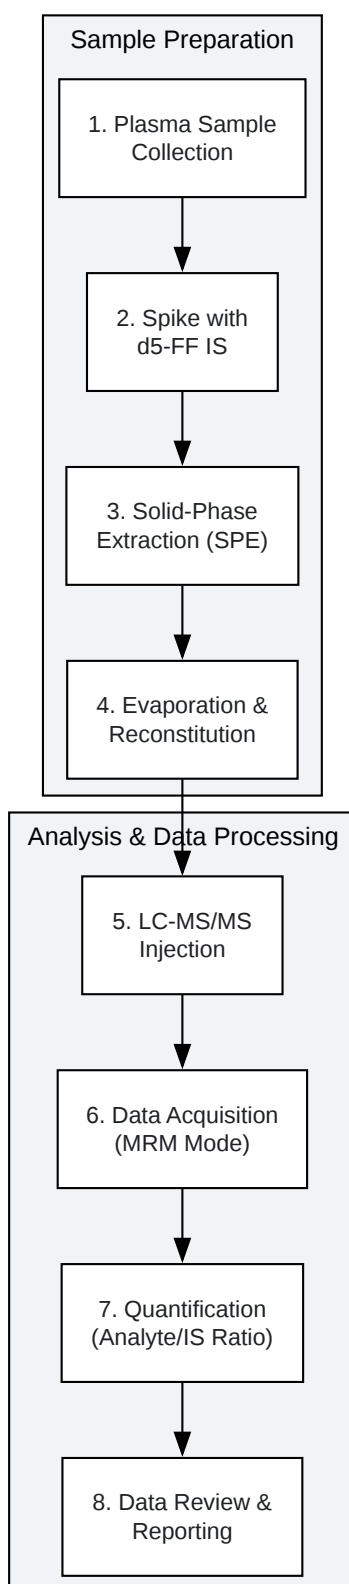 Sample Preparation
1. Plasma Sample
Collection
2. Spike with
d5-FF IS
3. Solid-Phase
Extraction (SPE)
4. Evaporation &
Reconstitution
Analysis & Data Processing
5. LC-MS/MS
Injection
6. Data Acquisition
(MRM Mode)
7. Quantification
(Analyte/IS Ratio)
8. Data Review &
Reporting